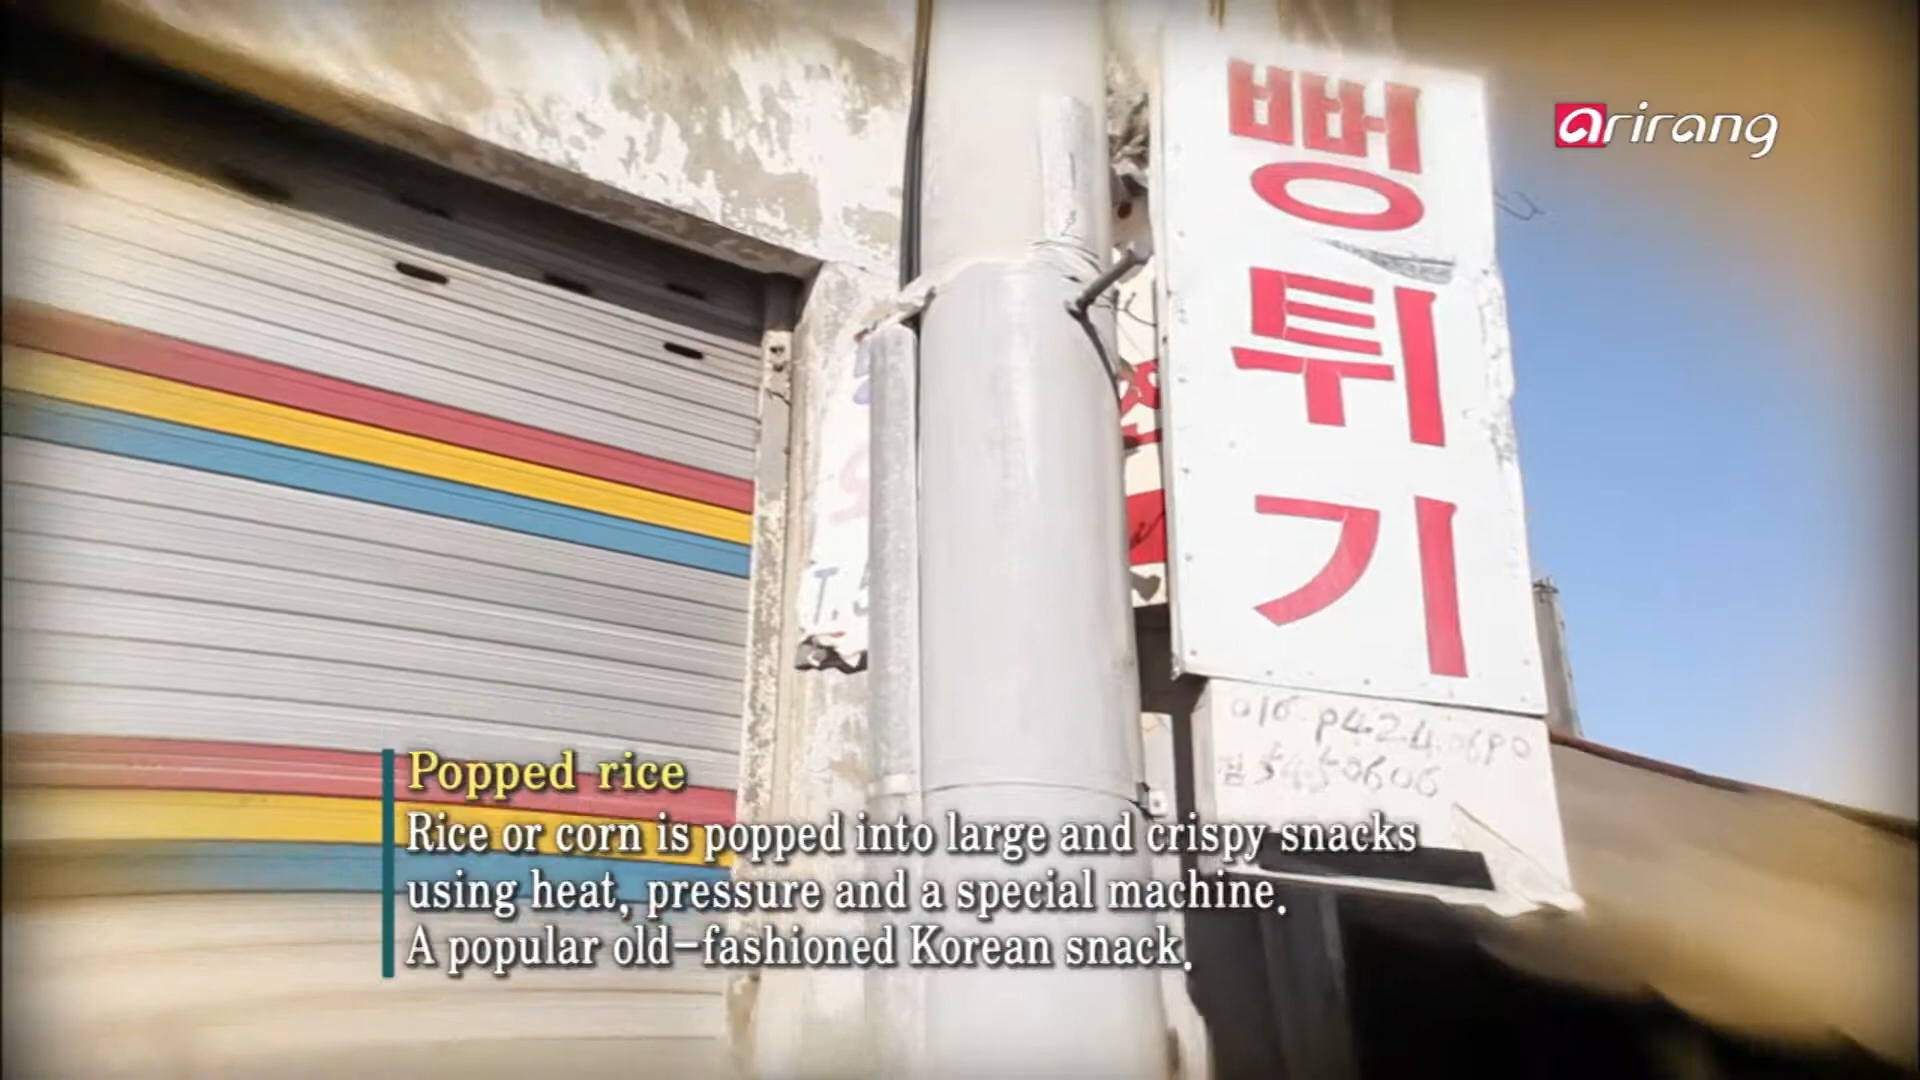 arirang
뻥
튀
기
T.5
Popped rice
Rice or corn is popped into large and crispy snacks
using heat, pressure and a special machine.
A popular old-fashioned Korean snack.